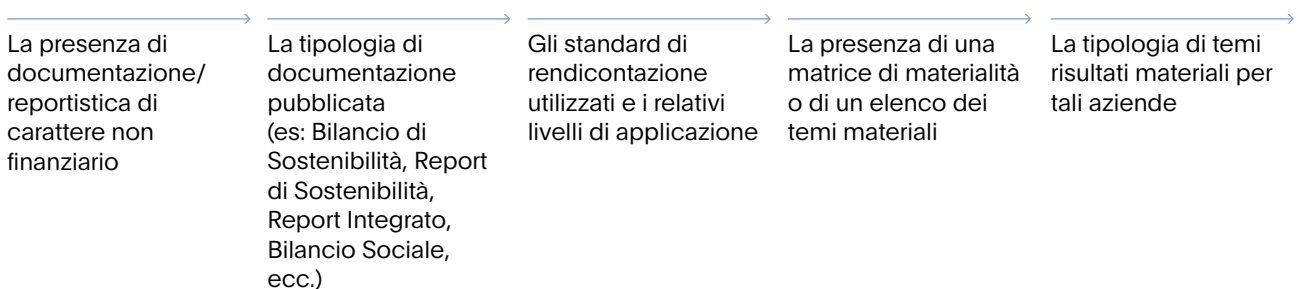 La presenza di
documentazione/
reportistica di
carattere non
finanziario
La tipologia di
documentazione
pubblicata
(es: Bilancio di
Sostenibilità, Report
di Sostenibilità,
Report Integrato,
Bilancio Sociale,
ecc.)
Gli standard di
rendicontazione
utilizzati e i relativi
livelli di applicazione
La presenza di una
matrice di materialità
o di un elenco dei
temi materiali
La tipologia di temi
risultati materiali per
tali aziende